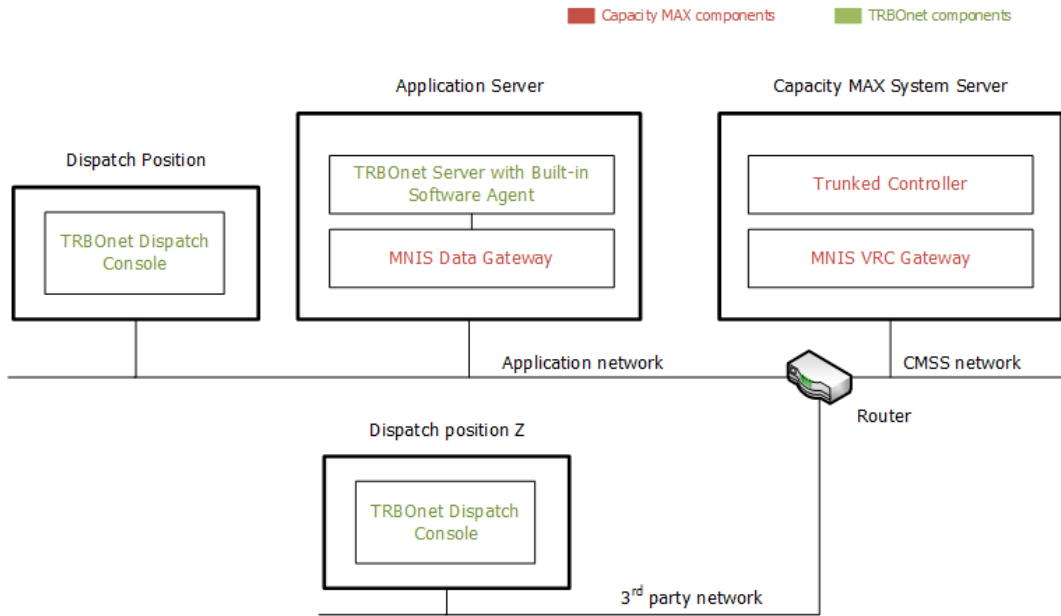 Capacity MAX components
TRBOnet components
Application Server
Capacity MAX System Server
Dispatch Position
TRBOnet Server with Built-in
Software Agent
Trunked Controller
TRBOnet Dispatch
Console
MNIS Data Gateway
MNIS VRC Gateway
Application network
CMSS network
Router
Dispatch position Z
TRBOnet Dispatch
Console
3rd party network